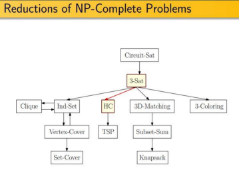 Reductions of NP-Complete Problems
Circuit-Sat
3-Sat
Clique Ind-Set HC 3D-Matching 3-Coloring
Vertex-Cover TSP Subset-Sum
Set-Cover Knapsack